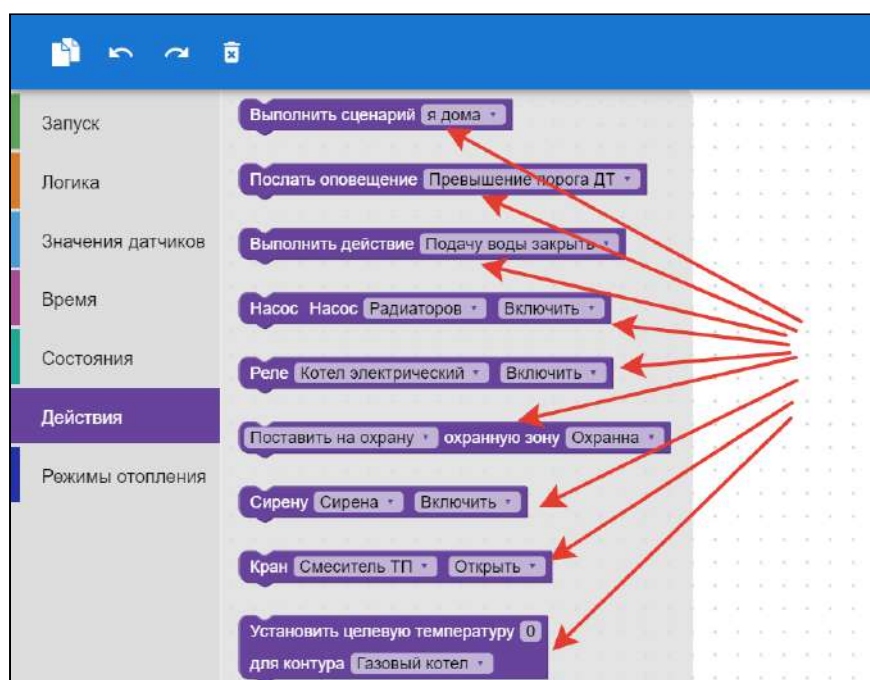 Запуск
Логика
Значения датчиков
Время
Состояния
Действия
Режимы отопления
Выполнить сценарий я дома
Послать оповещение Превышение порога ДТ
Выполнить действие Подачу воды закрыть
Насос Насос Радиаторов Включить
Реле Котел электрический Включить
Поставить на охрану охранную зону Охранна
Сирену Сирена Включить
Кран Смеситель ТП Открыть
Установить целевую температуру 0
для контура Газовый котел